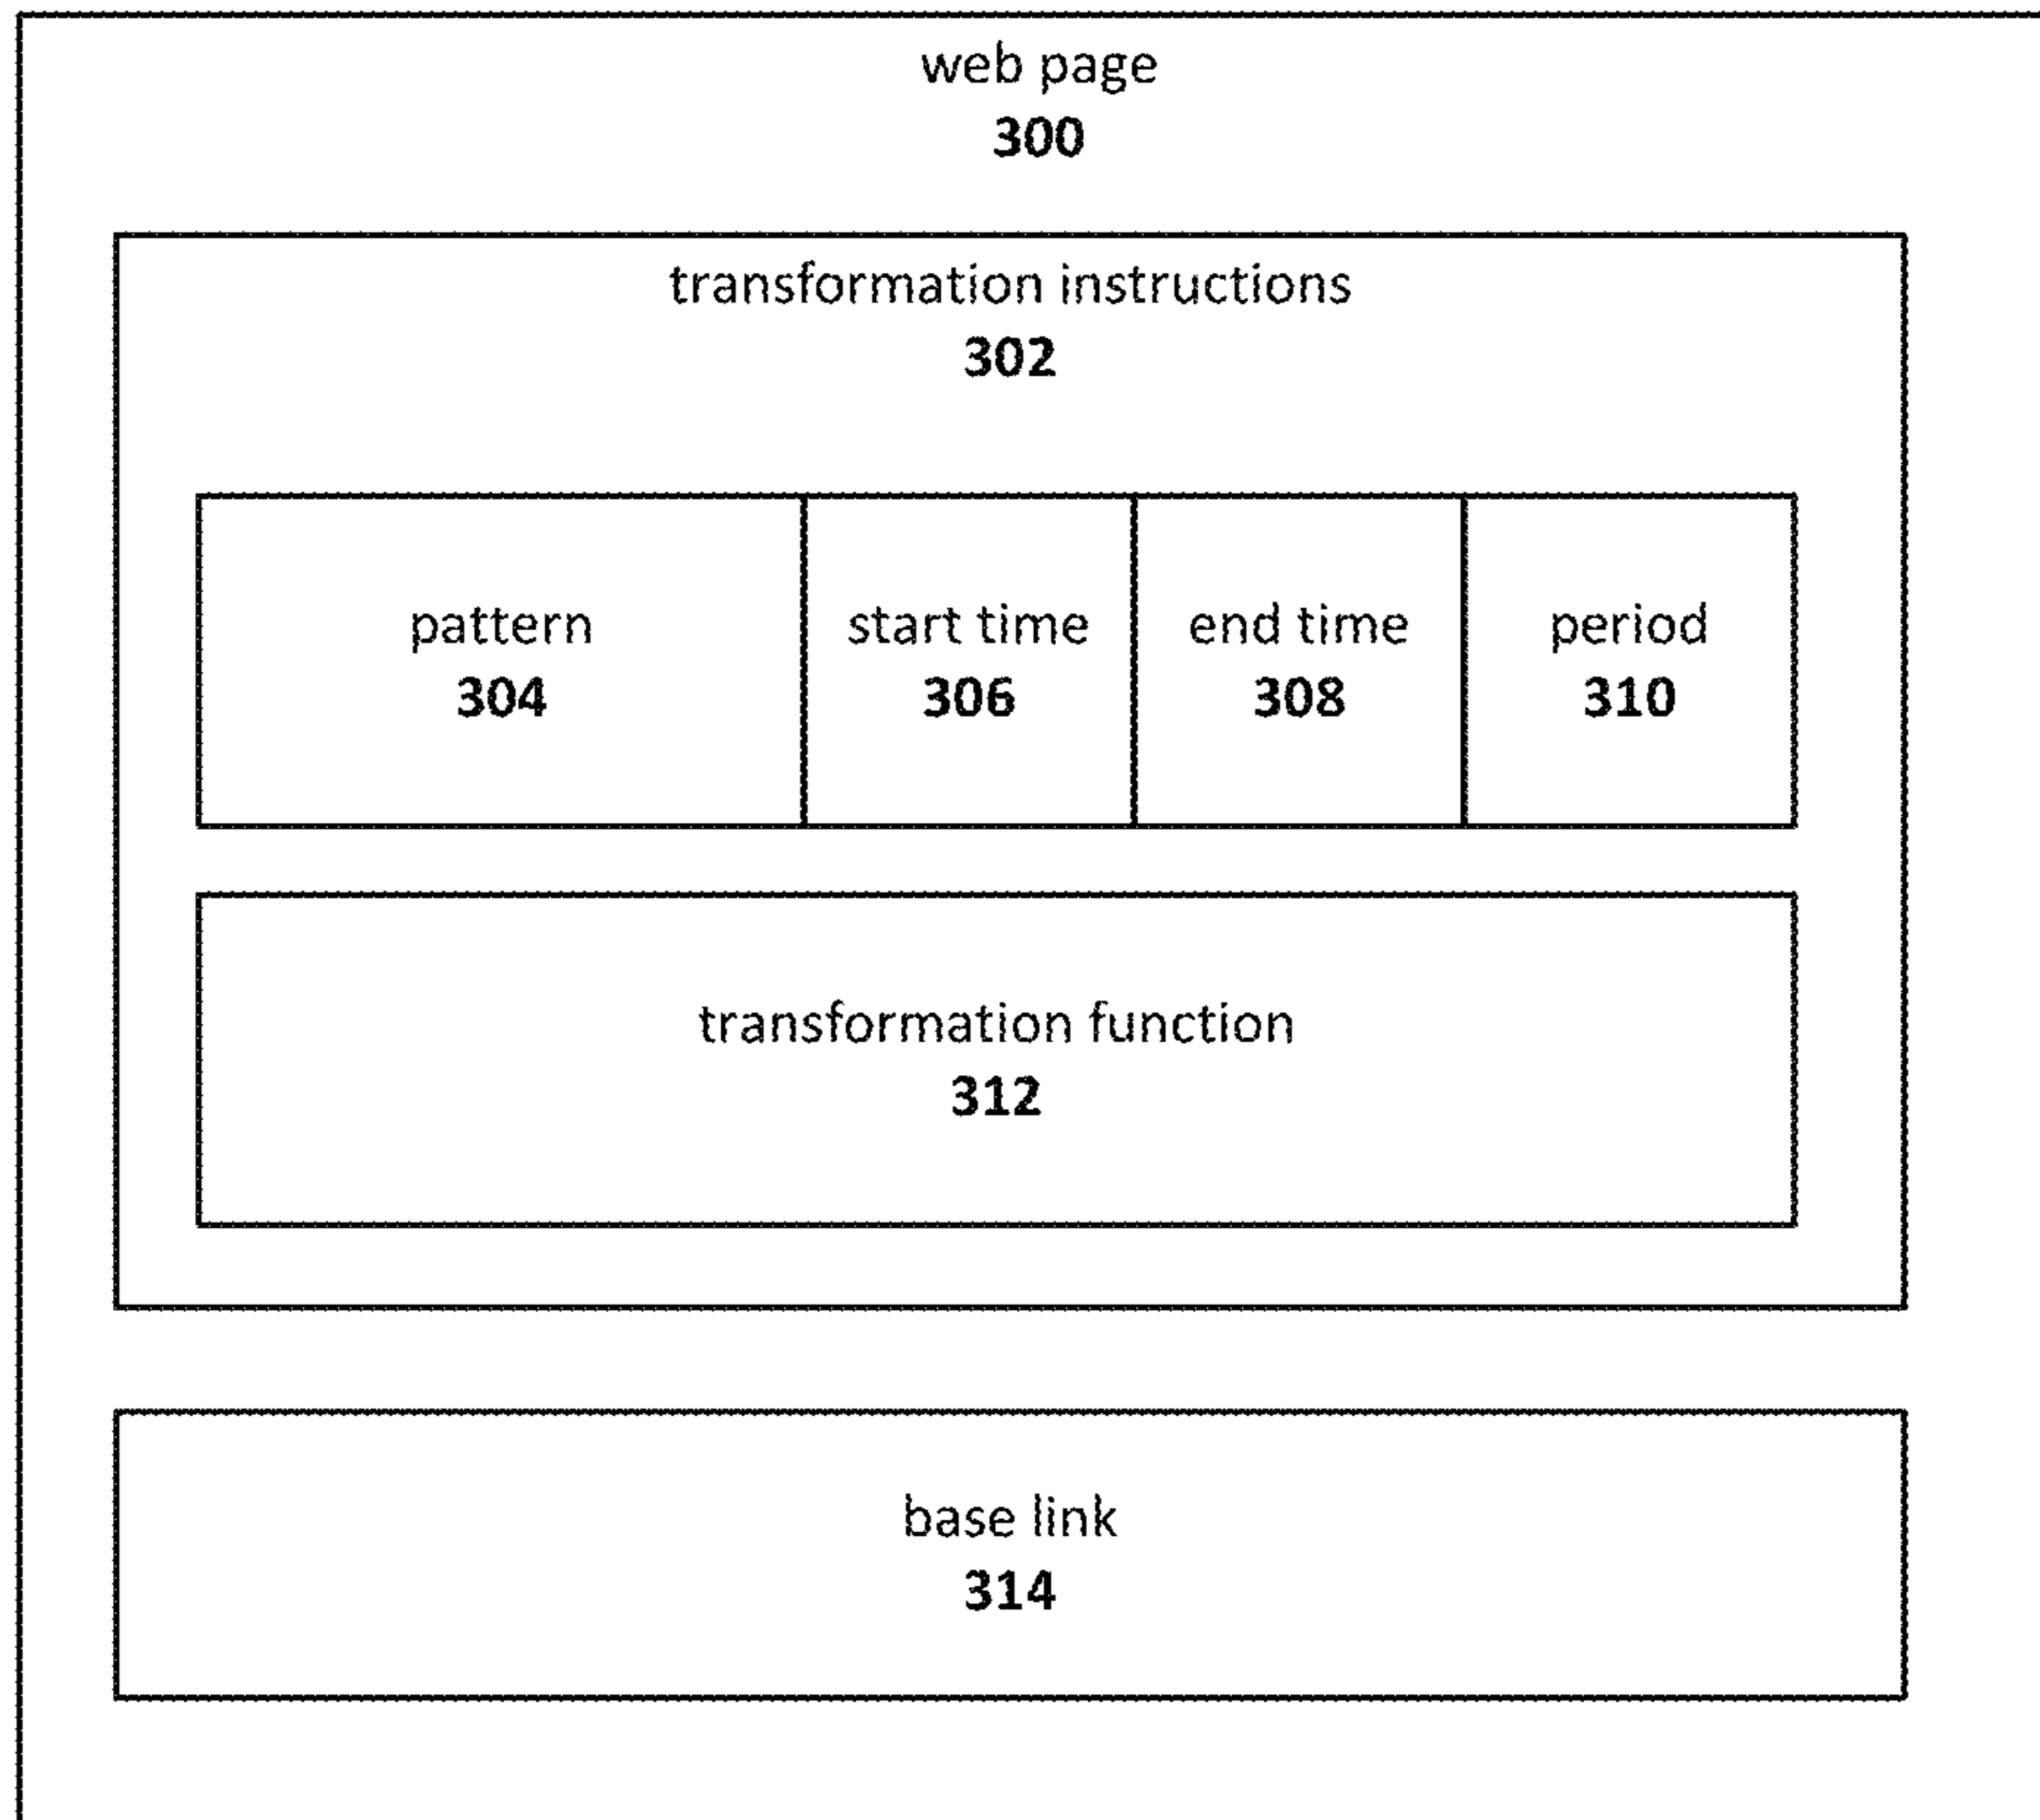 web page
300
transformation instructions
302
pattern
304
start time
306
end time
308
period
310
transformation function
312
base link
314